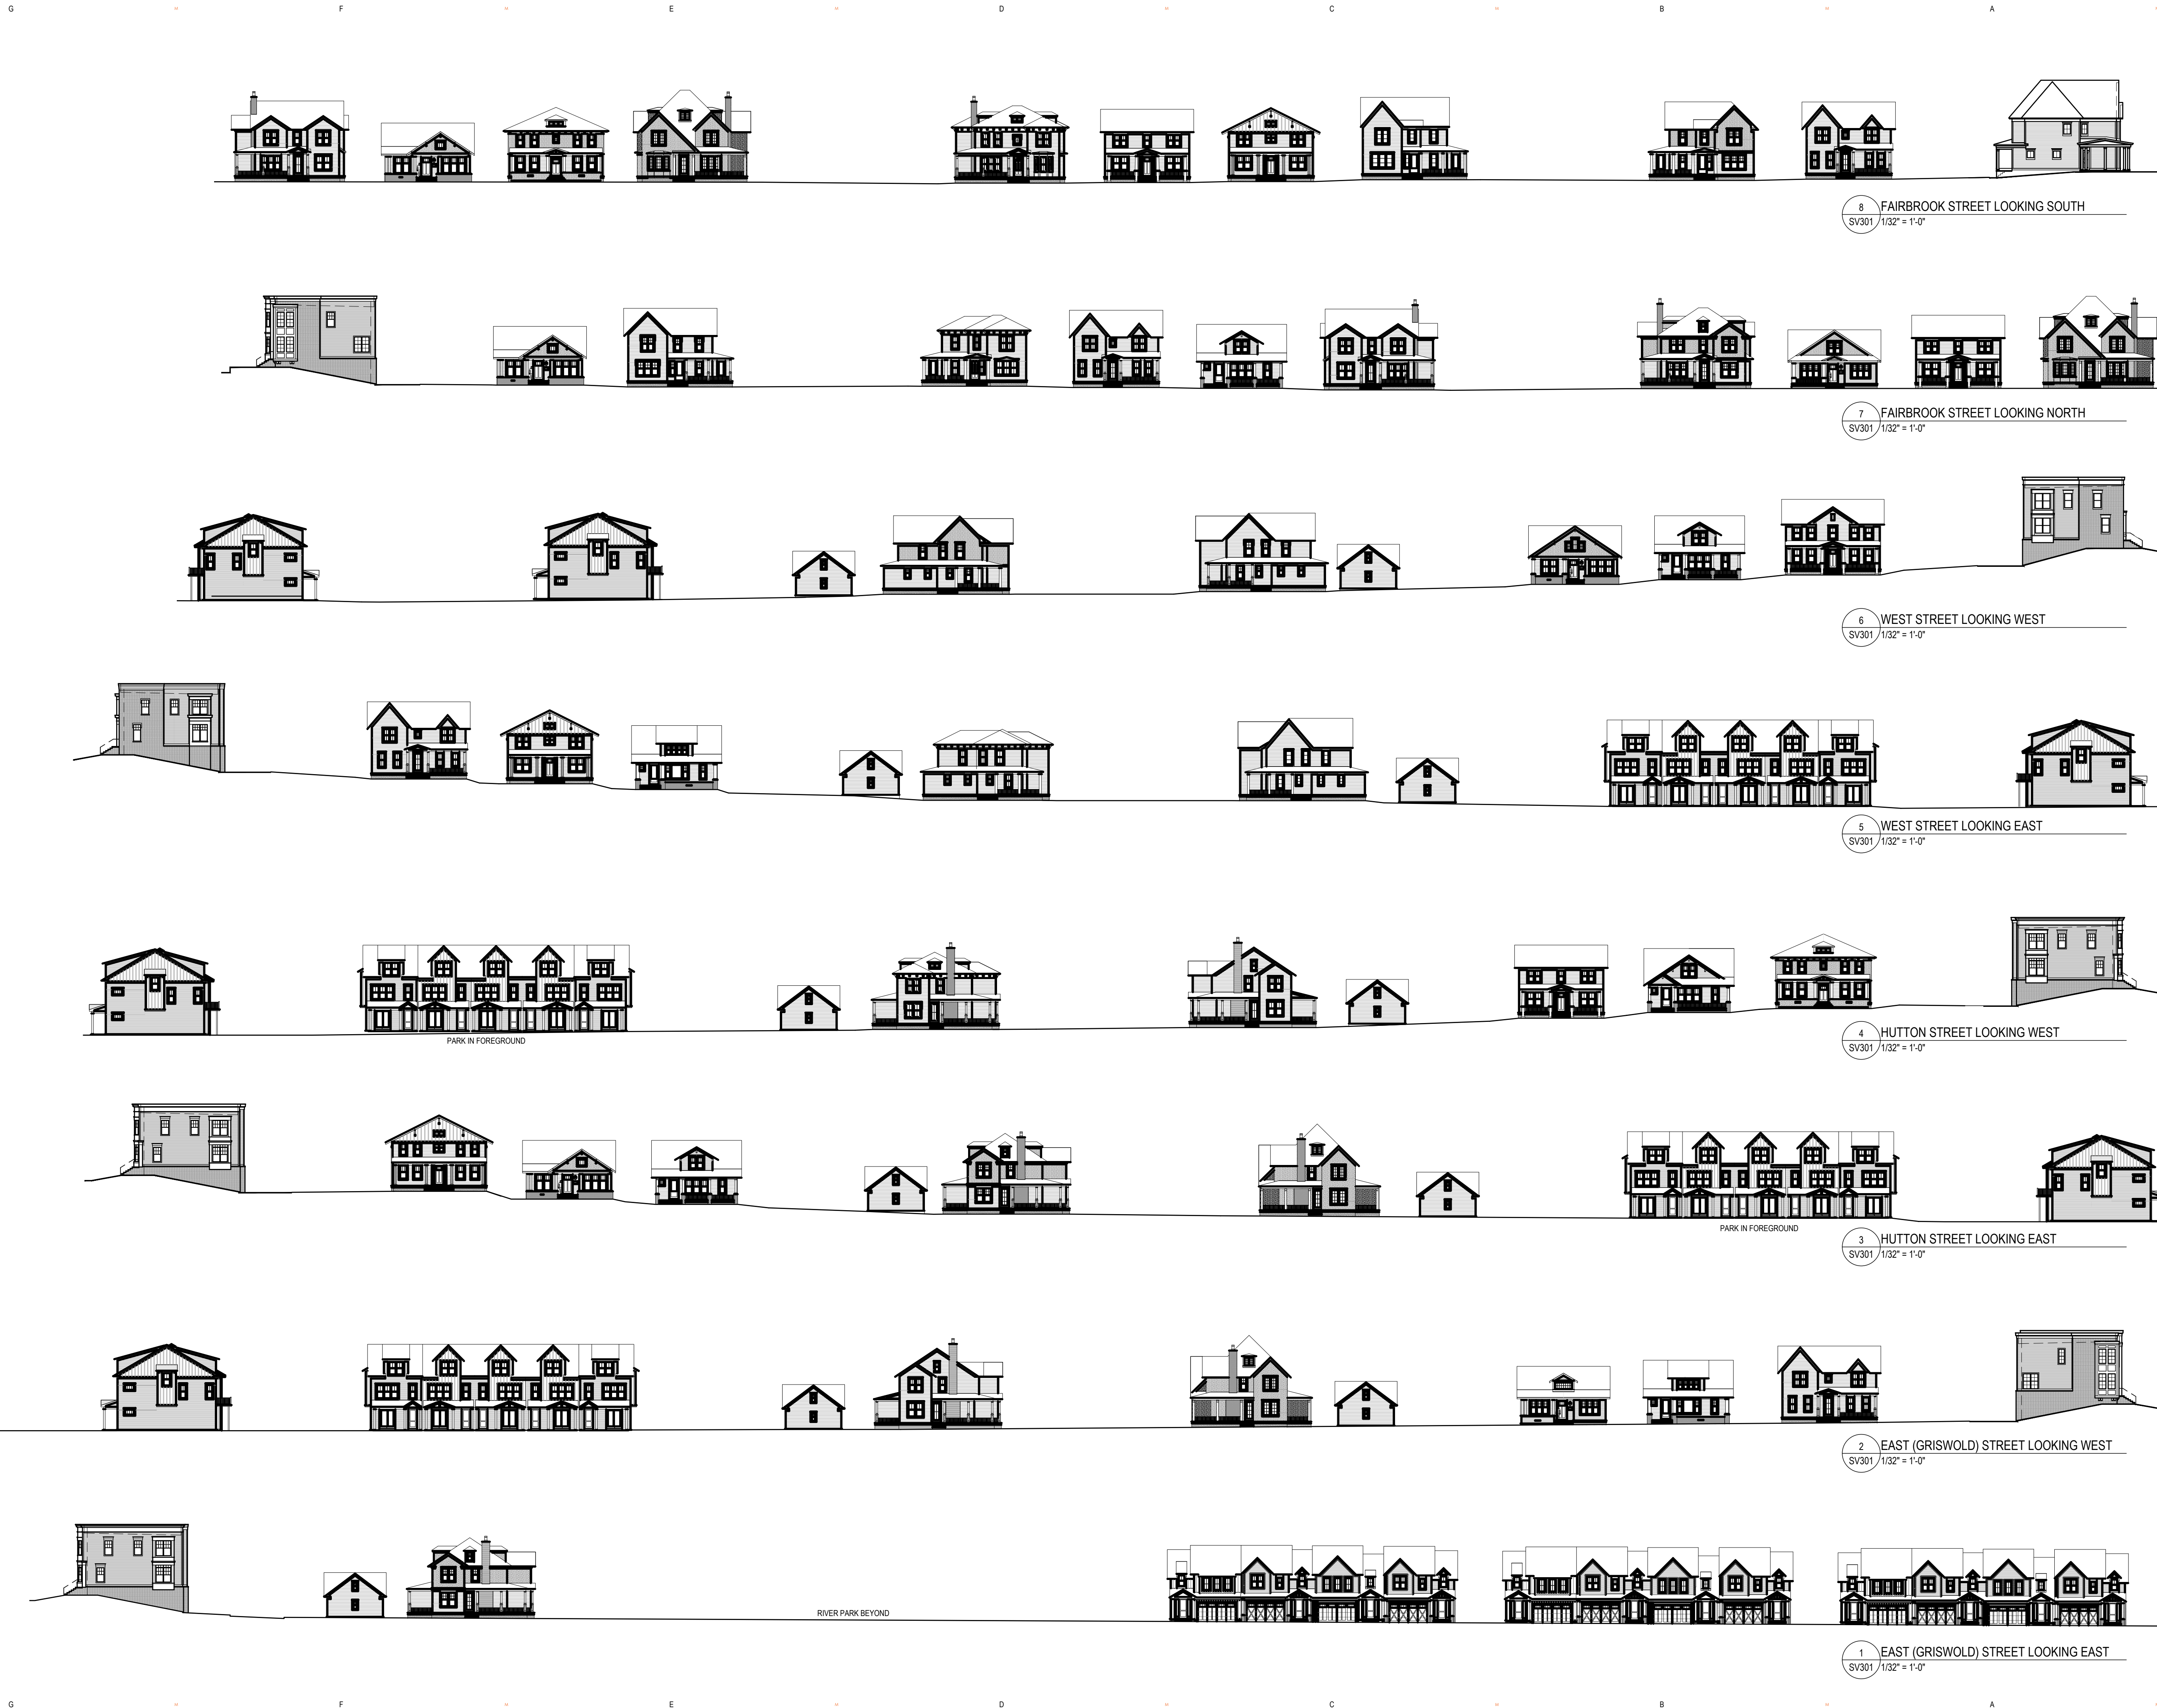 G M F M E M D M C M B M A
8 FAIRBROOK STREET LOOKING SOUTH
SV301 1/32" = 1'-0"
7 FAIRBROOK STREET LOOKING NORTH
SV301 1/32" = 1'-0"
6 WEST STREET LOOKING WEST
SV301 1/32" = 1'-0"
5 WEST STREET LOOKING EAST
SV301 1/32" = 1'-0"
4 HUTTON STREET LOOKING WEST
SV301 1/32" = 1'-0"
PARK IN FOREGROUND
PARK IN FOREGROUND
3 HUTTON STREET LOOKING EAST
SV301 1/32" = 1'-0"
2 EAST (GRISWOLD) STREET LOOKING WEST
SV301 1/32" = 1'-0"
RIVER PARK BEYOND
1 EAST (GRISWOLD) STREET LOOKING EAST
SV301 1/32" = 1'-0"
G M F M E M D M C M B M A